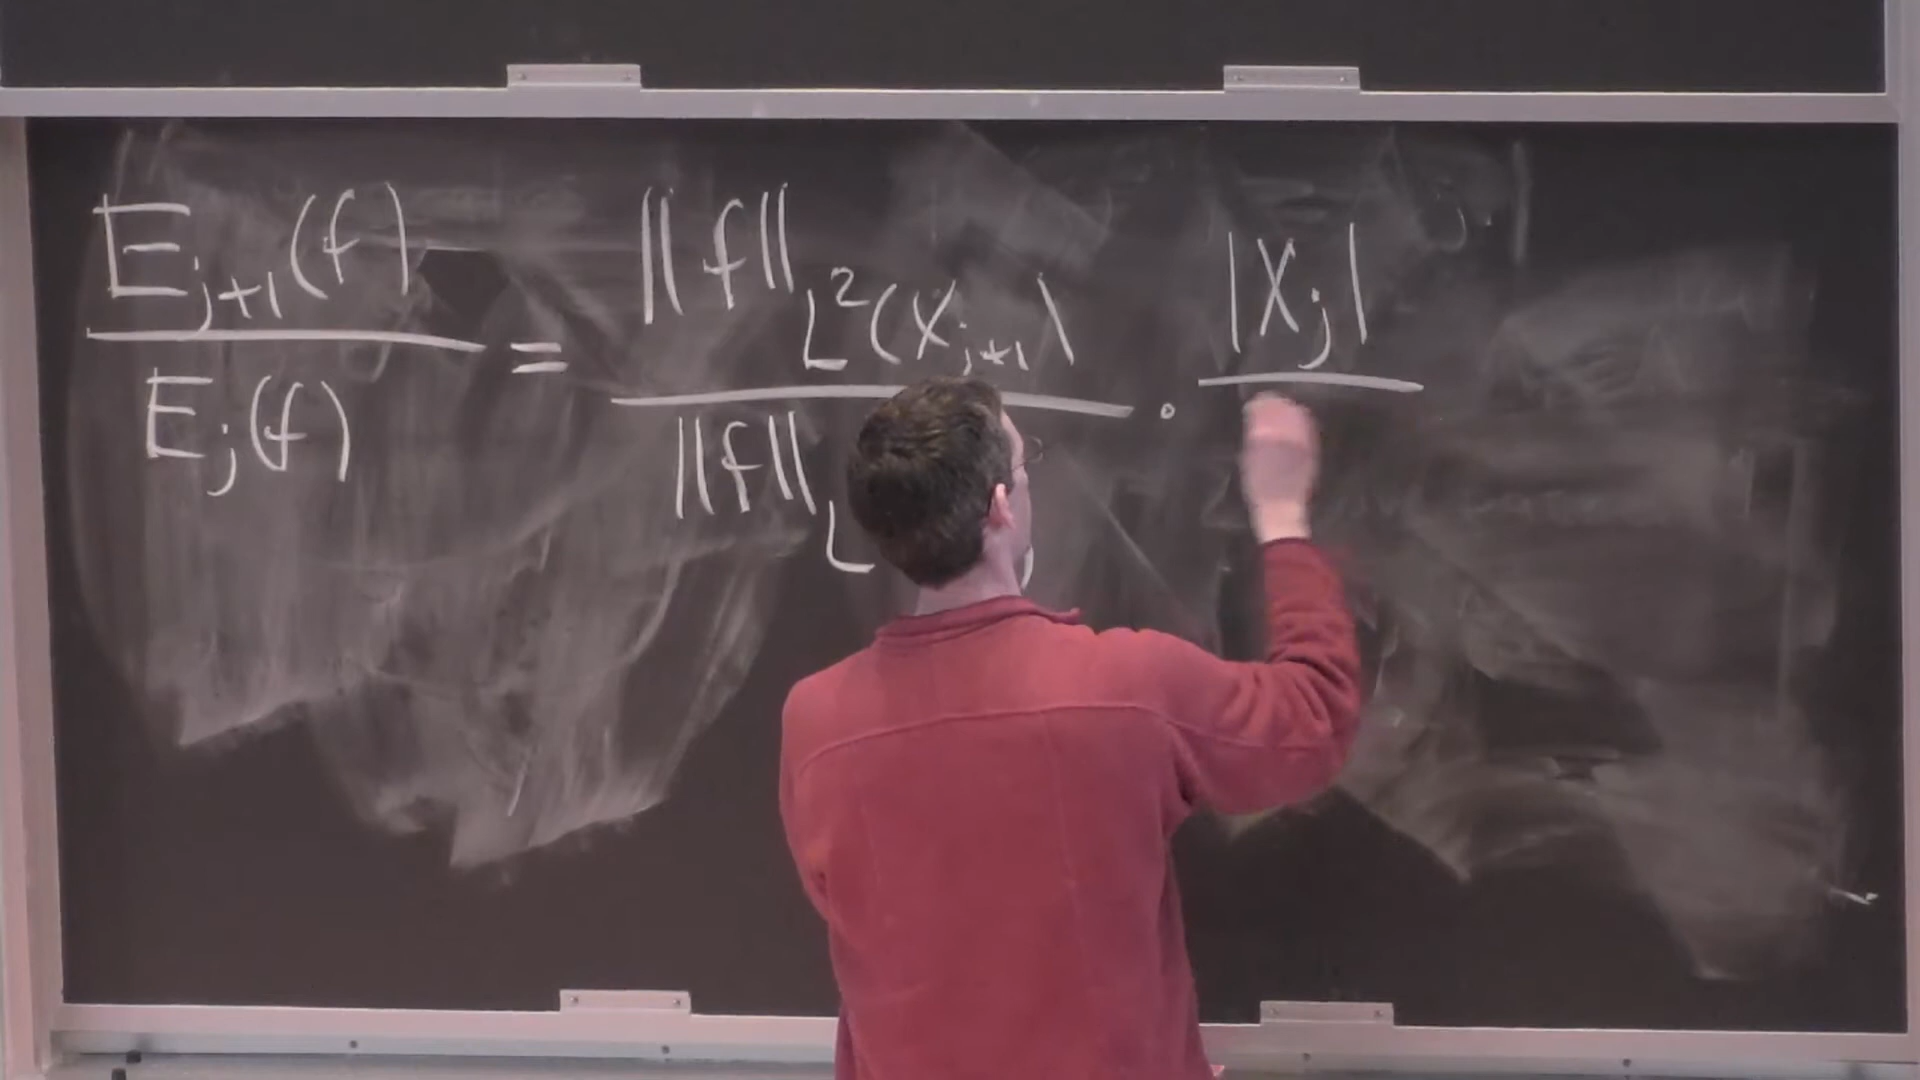 E_{j+1}(f) / E_j(f) = ||f||_{L^2(X_{j+1})} / ||f||_L · |X_j| /